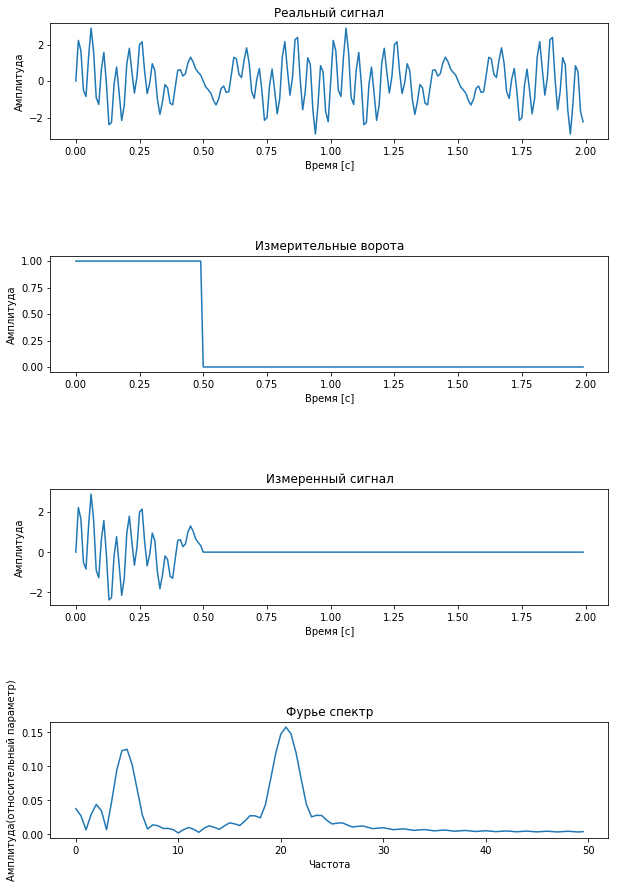 Реальный сигнал
Амплитуда
2
0
−2
0.00 0.25 0.50 0.75 1.00 1.25 1.50 1.75 2.00
Время [с]
Измерительные ворота
Амплитуда
1.00
0.75
0.50
0.25
0.00
0.00 0.25 0.50 0.75 1.00 1.25 1.50 1.75 2.00
Время [с]
Измеренный сигнал
Амплитуда
2
0
−2
0.00 0.25 0.50 0.75 1.00 1.25 1.50 1.75 2.00
Время [с]
Фурье спектр
Амплитуда(относительный параметр)
0.15
0.10
0.05
0.00
0 10 20 30 40 50
Частота